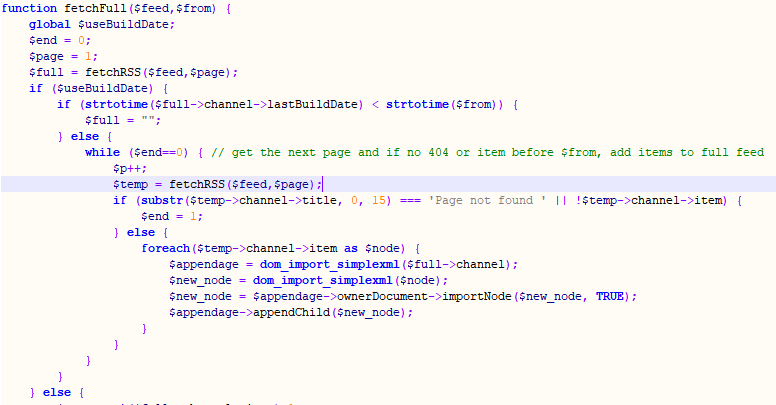 function fetchFull($feed,$from) {
    global $useBuildDate;
    $end = 0;
    $page = 1;
    $full = fetchRSS($feed,$page);
    if ($useBuildDate) {
        if (strtotime($full->channel->lastBuildDate) < strtotime($from)) {
            $full = "";
        } else {
            while ($end==0) { // get the next page and if no 404 or item before $from, add items to full feed
                $p++;
                $temp = fetchRSS($feed,$page);
                if (substr($temp->channel->title, 0, 15) === 'Page not found ' || !$temp->channel->item) {
                    $end = 1;
                } else {
                    foreach($temp->channel->item as $node) {
                        $appendage = dom_import_simplexml($full->channel);
                        $new_node = dom_import_simplexml($node);
                        $new_node = $appendage->ownerDocument->importNode($new_node, TRUE);
                        $appendage->appendChild($new_node);
                    }
                }
            }
        }
    } else {